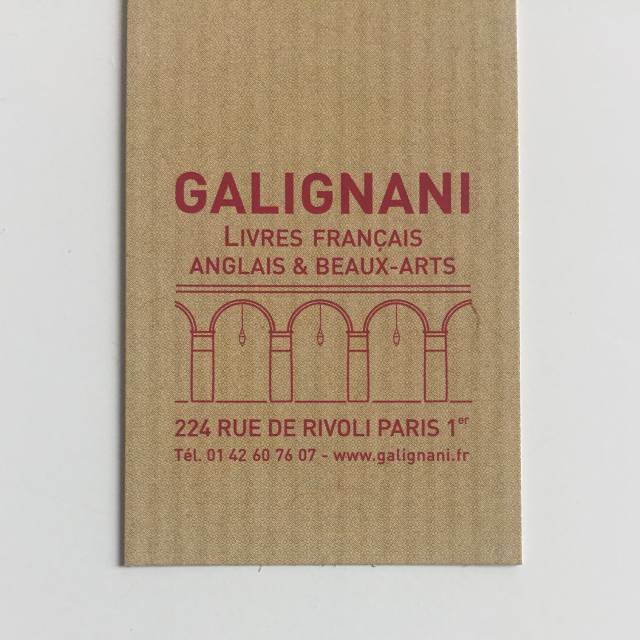 GALIGNANI
LIVRES FRANÇAIS
ANGLAIS & BEAUX-ARTS
224 RUE DE RIVOLI PARIS 1er
Tél. 01 42 60 76 07 - www.galignani.fr